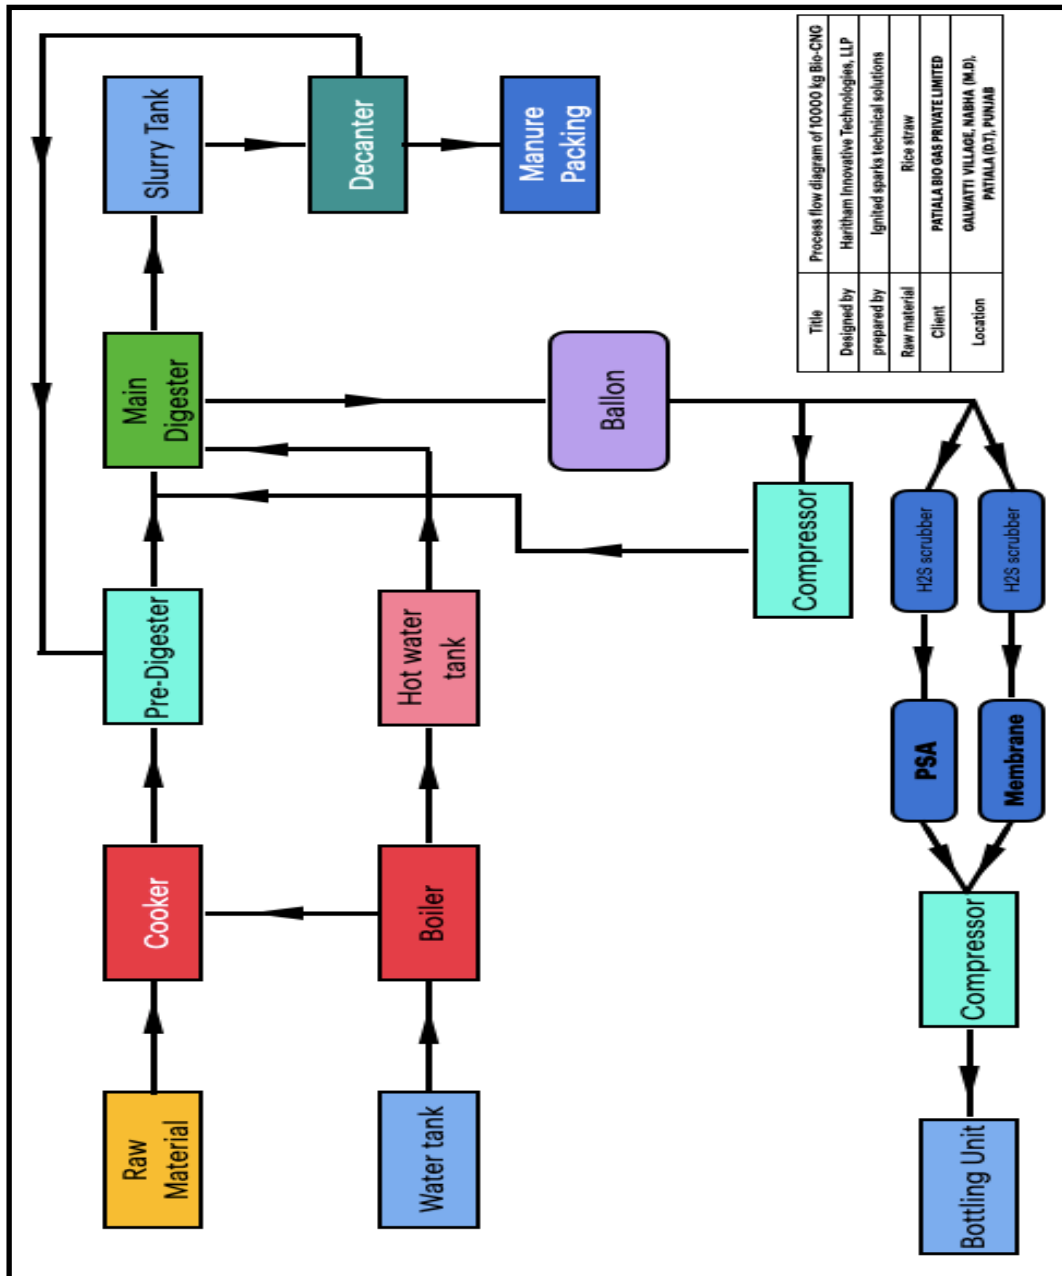 Raw
Material
Cooker
Pre-Digester
Main
Digester
Slurry Tank
Decanter
Manure
Packing
Water tank
Boiler
Hot water
tank
Ballon
Compressor
H2S scrubber
H2S scrubber
PSA
Membrane
Compressor
Bottling Unit
Title Process flow diagram of 10000 kg Bio-CNG
Designed by Haritham Innovative Technologies, LLP
prepared by Ignited sparks technical solutions
Raw material Rice straw
Client PATIALA BIO GAS PRIVATE LIMITED
Location GALWATTI VILLAGE, NABHA (M.D),
PATIALA (D.T), PUNJAB